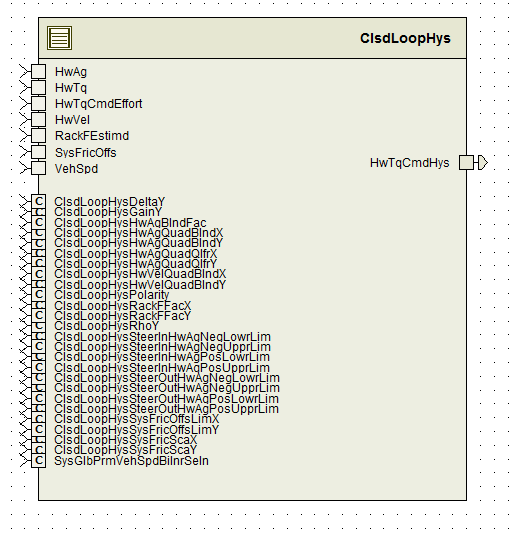 ClsdLoopHys
HwAg
HwTq
HwTqCmdEffort
HwVel
RackFEstimd
SysFricOffs
VehSpd
HwTqCmdHys
C ClsdLoopHysDeltaY
C ClsdLoopHysGainY
C ClsdLoopHysHwAgBlndFac
C ClsdLoopHysHwAgQuadBlndX
C ClsdLoopHysHwAgQuadBlndY
C ClsdLoopHysHwAgQuadQlfrX
C ClsdLoopHysHwAgQuadQlfrY
C ClsdLoopHysHwVelQuadBlndX
C ClsdLoopHysHwVelQuadBlndY
C ClsdLoopHysPolarity
C ClsdLoopHysRackFFacX
C ClsdLoopHysRackFFacY
C ClsdLoopHysRhoY
C ClsdLoopHysSteerInHwAgNegLowrLim
C ClsdLoopHysSteerInHwAgNegUpprLim
C ClsdLoopHysSteerInHwAgPosLowrLim
C ClsdLoopHysSteerInHwAgPosUpprLim
C ClsdLoopHysSteerOutHwAgNegLowrLim
C ClsdLoopHysSteerOutHwAgNegUpprLim
C ClsdLoopHysSteerOutHwAgPosLowrLim
C ClsdLoopHysSteerOutHwAgPosUpprLim
C ClsdLoopHysSysFricOffsLimX
C ClsdLoopHysSysFricOffsLimY
C ClsdLoopHysSysFricScaX
C ClsdLoopHysSysFricScaY
C SysGlbPrmVehSpdBilnrSeln